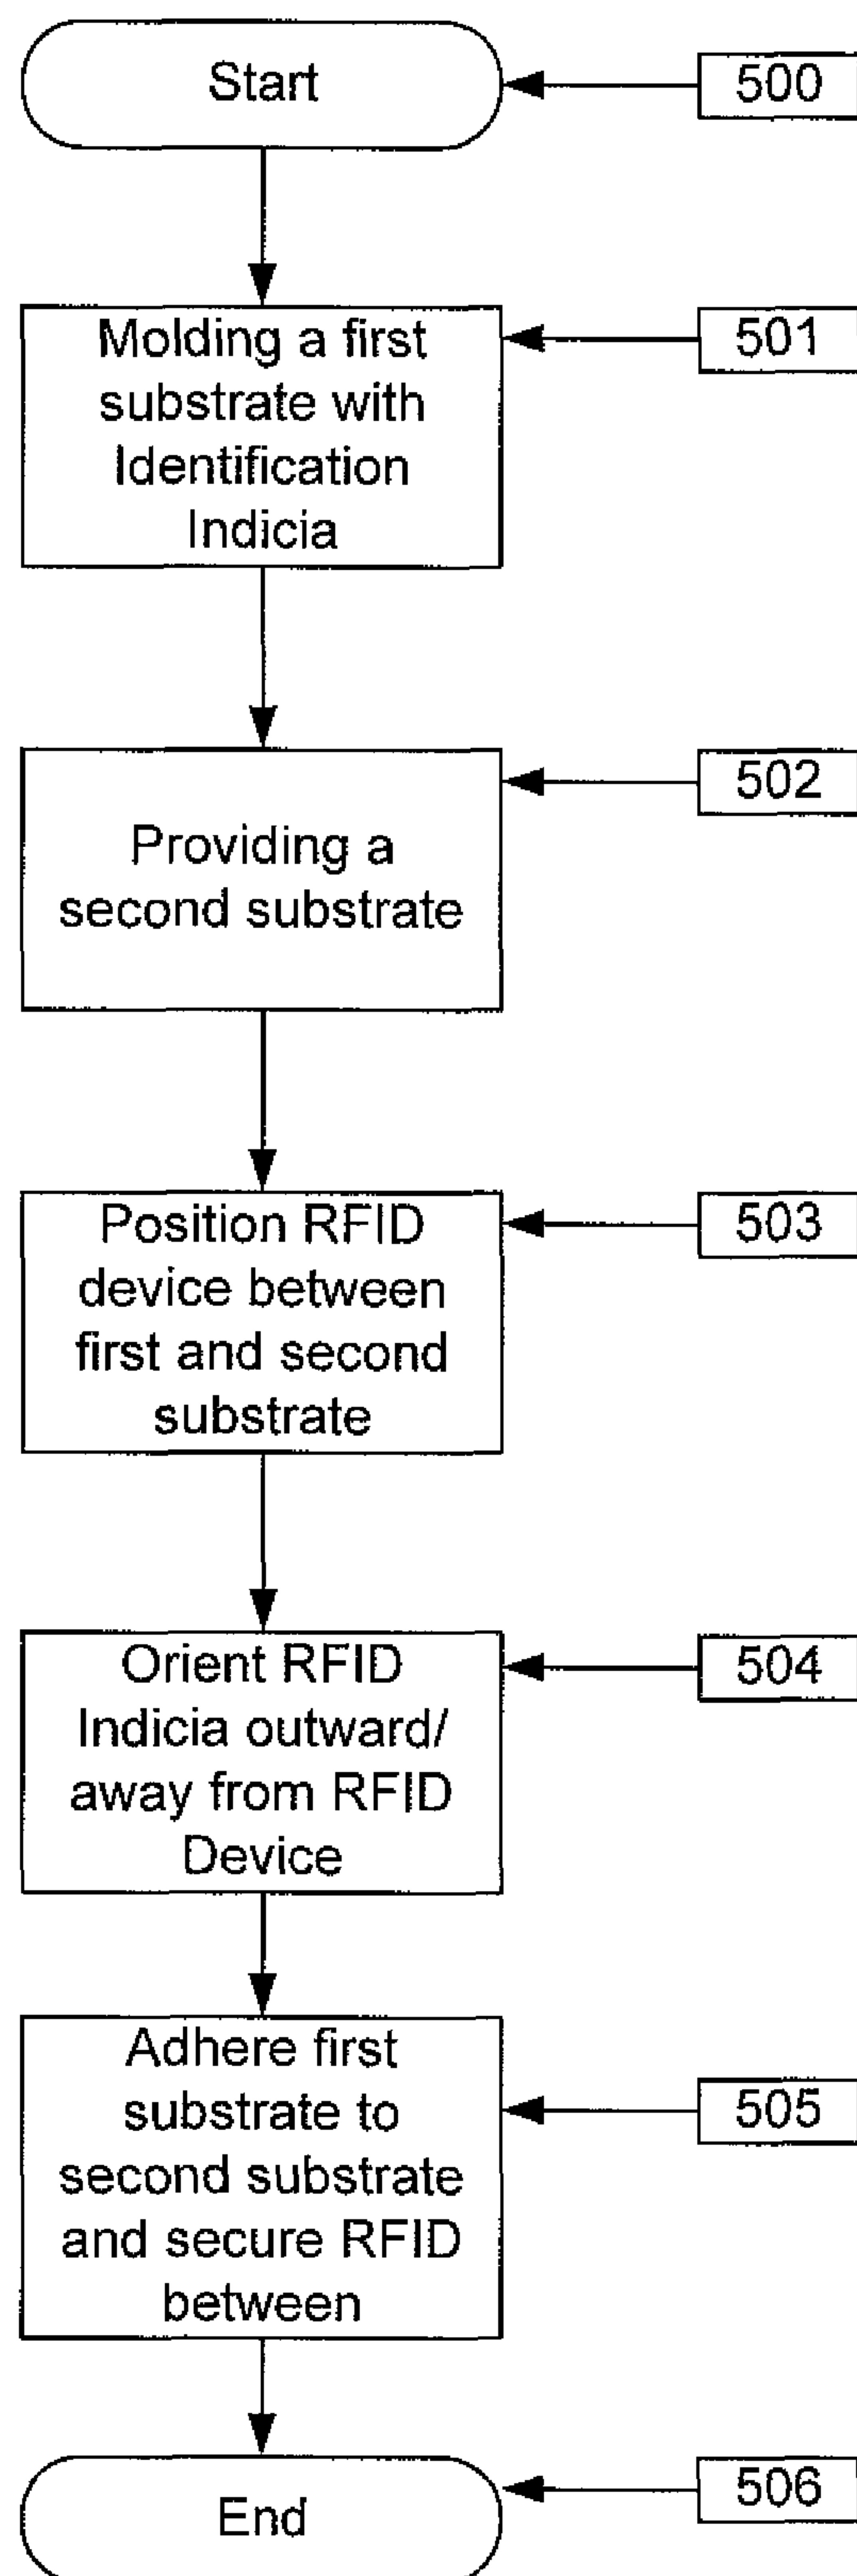 Start
500
Molding a first
substrate with
Identification
Indicia
501
Providing a
second substrate
502
Position RFID
device between
first and second
substrate
503
Orient RFID
Indicia outward/
away from RFID
Device
504
Adhere first
substrate to
second substrate
and secure RFID
between
505
End
506